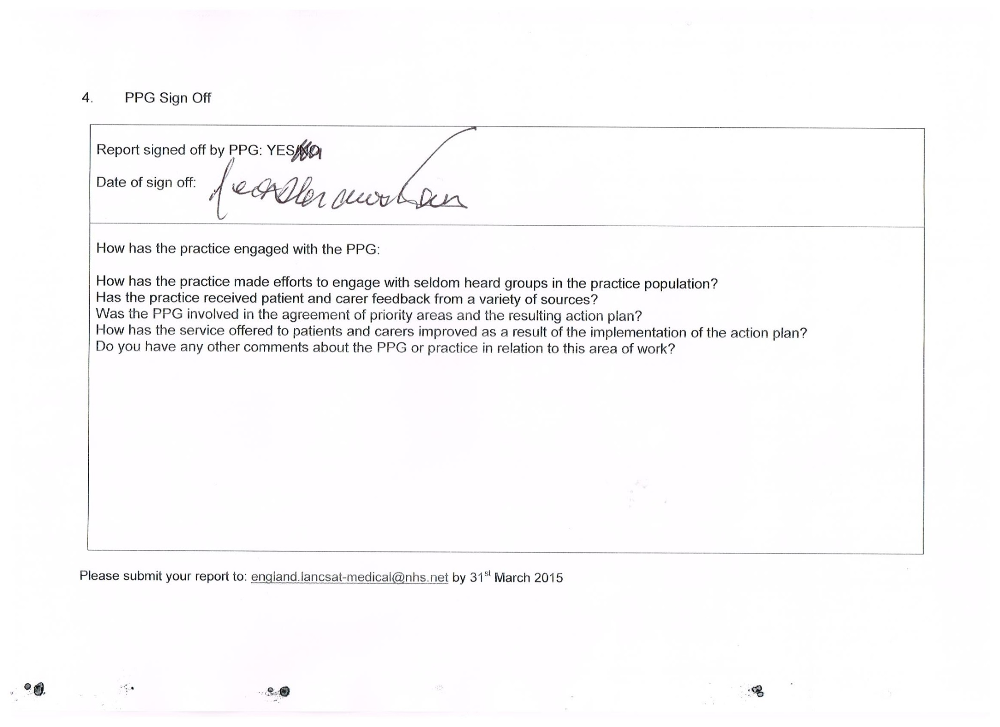 4. PPG Sign Off
Report signed off by PPG: YES/NO
Date of sign off:
How has the practice engaged with the PPG:
How has the practice made efforts to engage with seldom heard groups in the practice population?
Has the practice received patient and carer feedback from a variety of sources?
Was the PPG involved in the agreement of priority areas and the resulting action plan?
How has the service offered to patients and carers improved as a result of the implementation of the action plan?
Do you have any other comments about the PPG or practice in relation to this area of work?
Please submit your report to: england.lancsat-medical@nhs.net by 31st March 2015